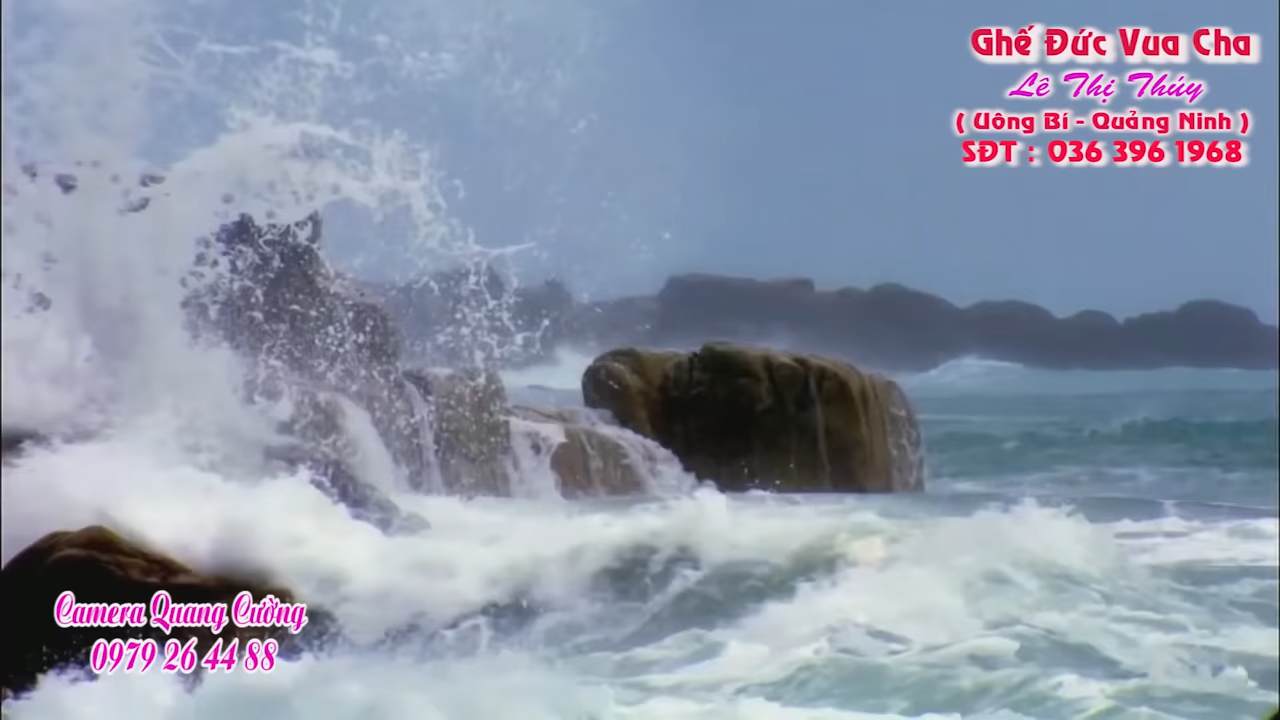 Ghế Đức Vua Cha
Lê Thị Thúy
( Uông Bí - Quảng Ninh )
SĐT : 036 396 1968
Camera Quang Cường
0979 26 44 88